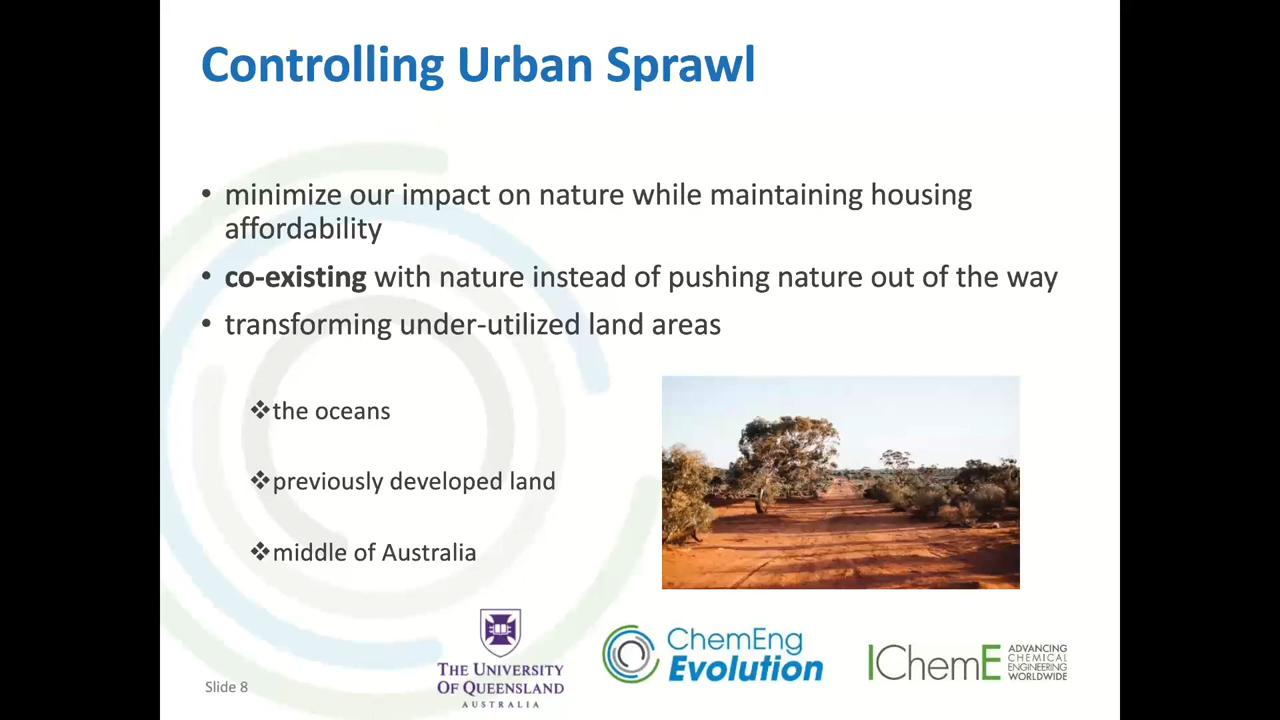 Controlling Urban Sprawl
• minimize our impact on nature while maintaining housing
affordability
• co-existing with nature instead of pushing nature out of the way
• transforming under-utilized land areas
❖the oceans
❖previously developed land
❖middle of Australia
Slide 8
THE UNIVERSITY
OF QUEENSLAND
AUSTRALIA
ChemEng
Evolution
IChemE
ADVANCING
CHEMICAL
ENGINEERING
WORLDWIDE